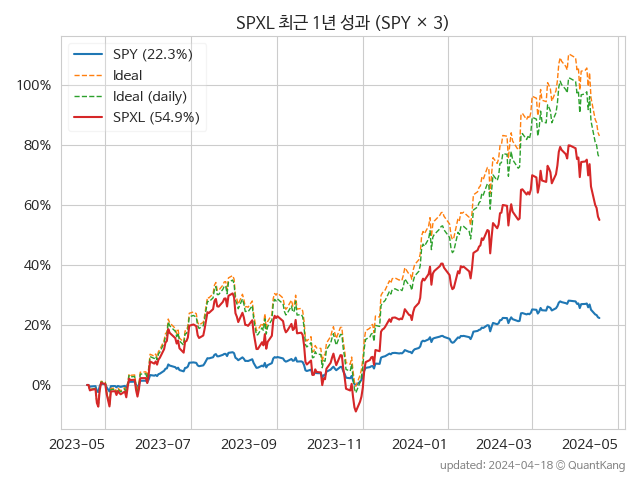 SPXL 최근 1년 성과 (SPY × 3)
SPY (22.3%)
Ideal
Ideal (daily)
SPXL (54.9%)
100%
80%
60%
40%
20%
0%
2023-05 2023-07 2023-09 2023-11 2024-01 2024-03 2024-05
updated: 2024-04-18 © QuantKang